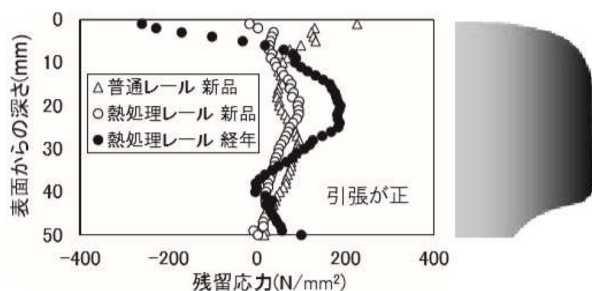 表面からの深さ(mm)
0
10
20
30
40
50
△ 普通レール 新品
○ 熱処理レール 新品
● 熱処理レール 経年
引張が正
-400 -200 0 200 400
残留応力(N/mm²)